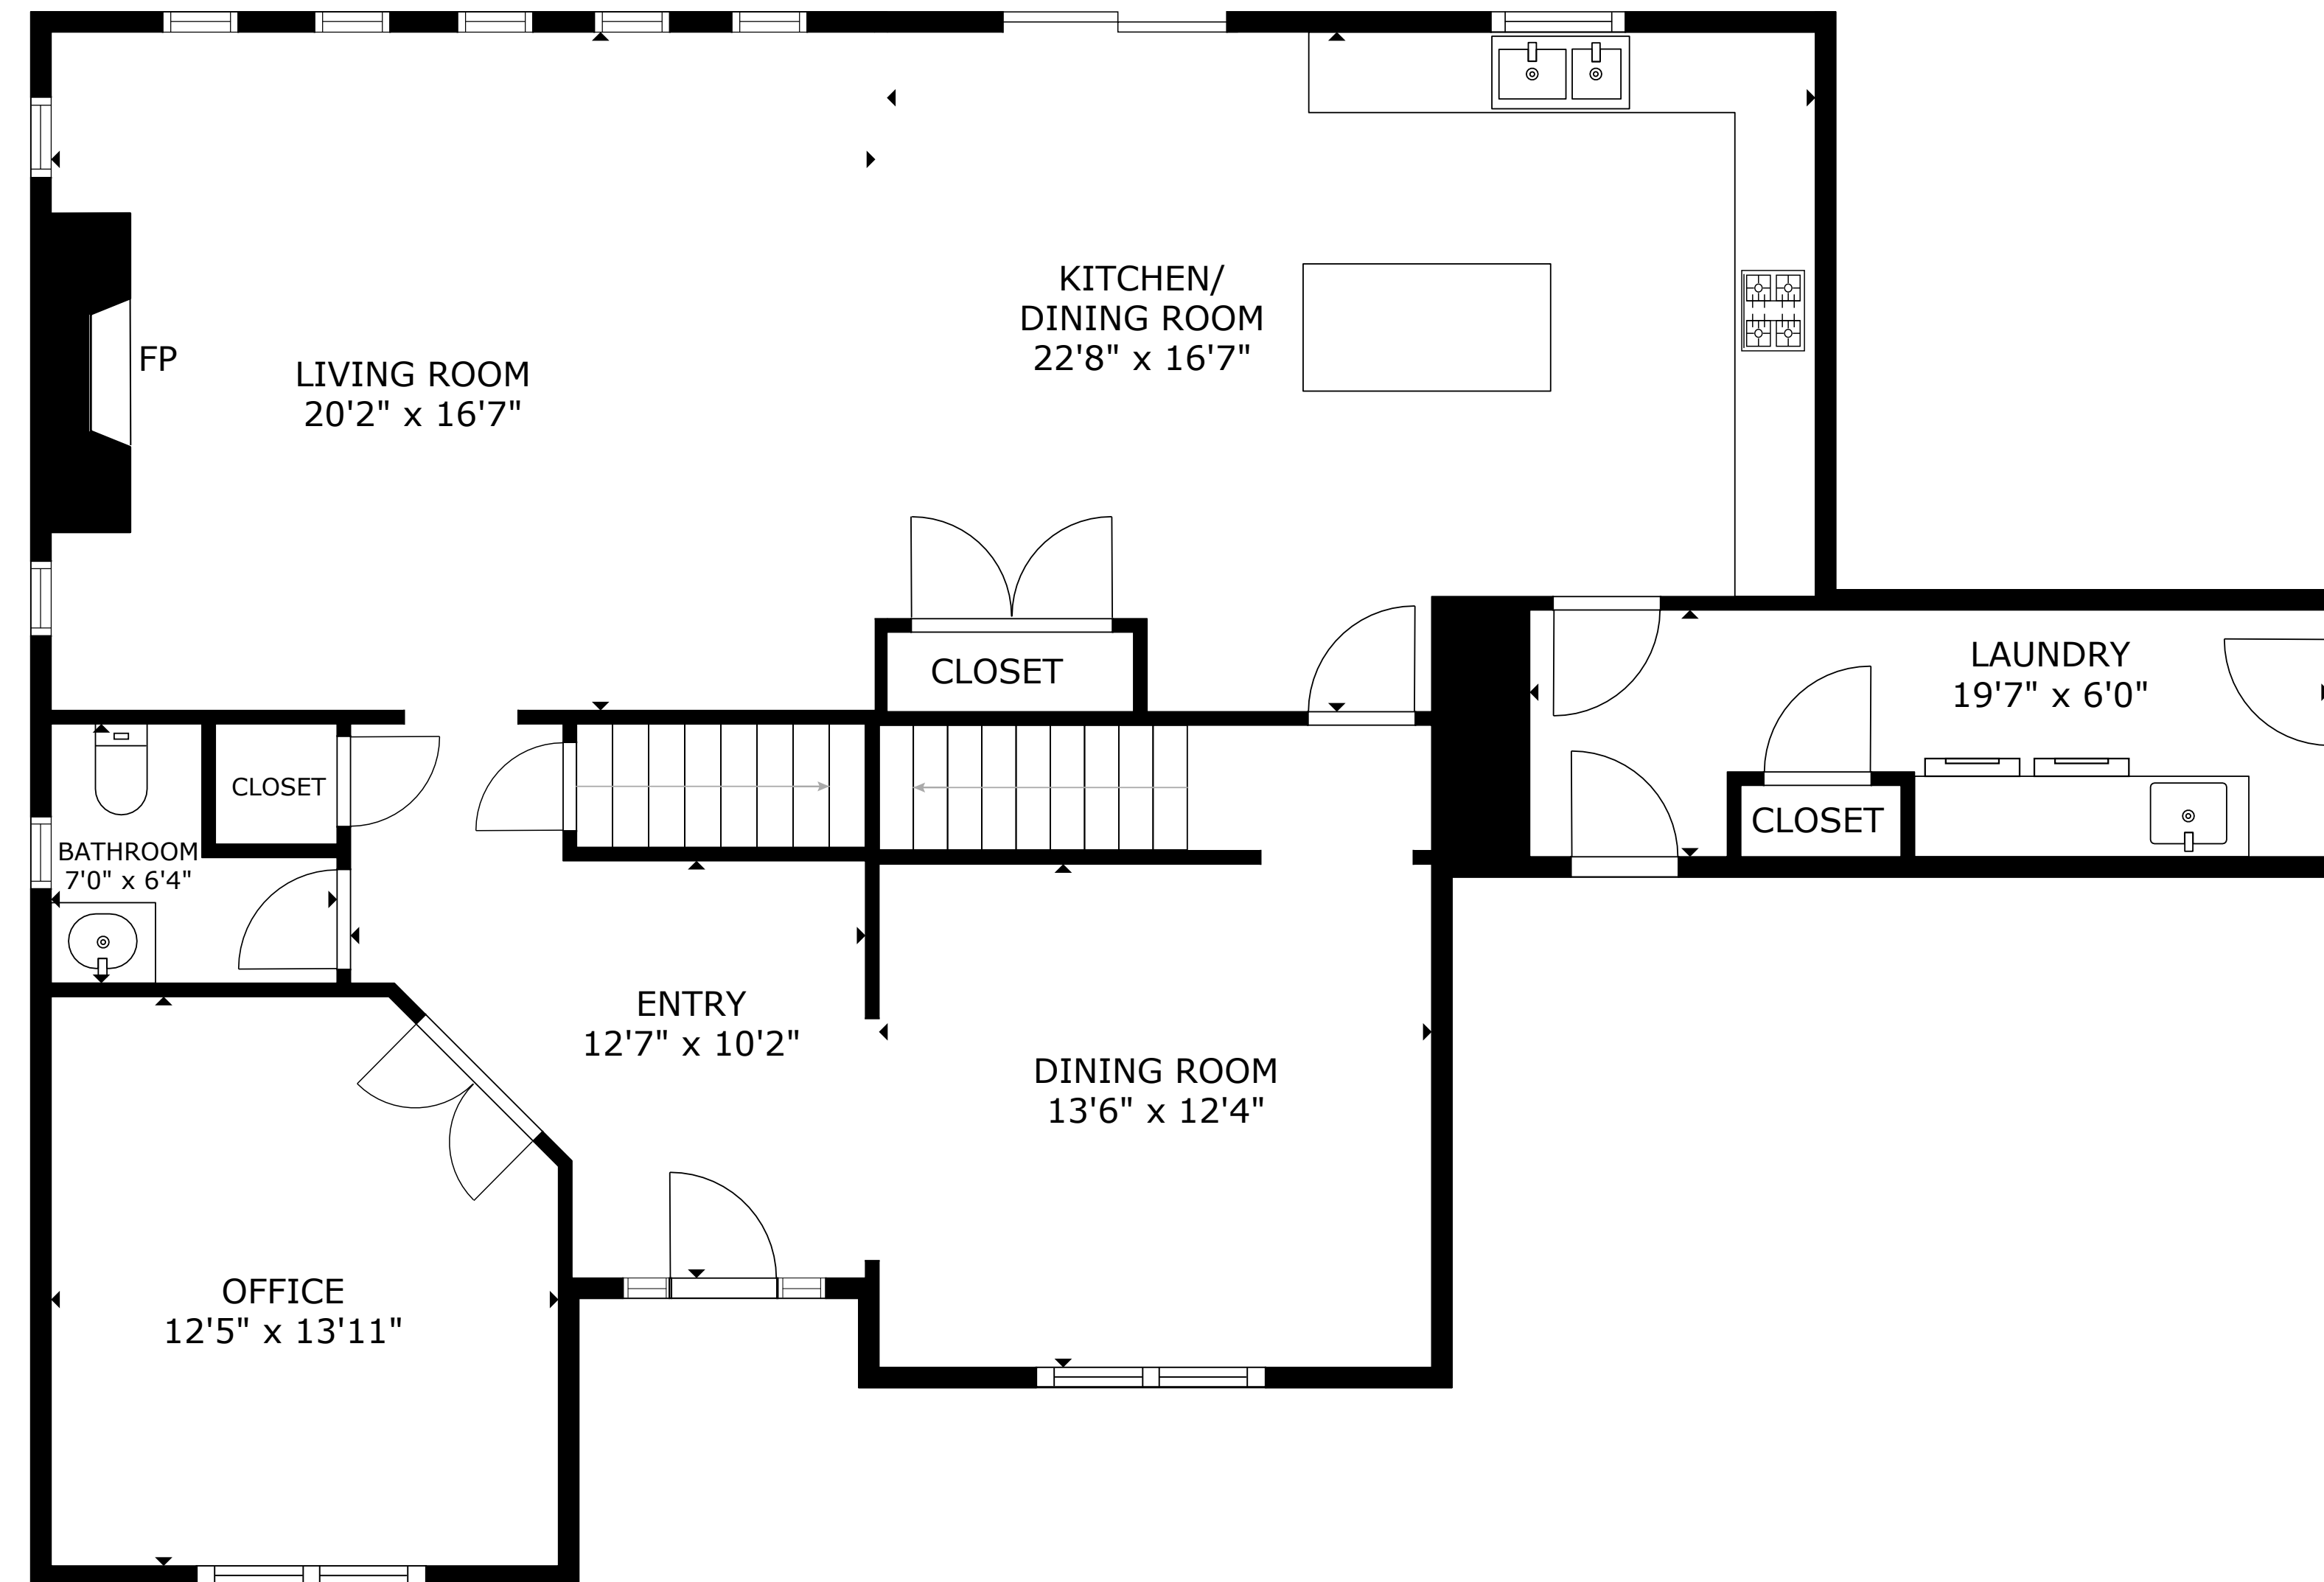 KITCHEN/
DINING ROOM
22'8" x 16'7"
FP
LIVING ROOM
20'2" x 16'7"
CLOSET
LAUNDRY
19'7" x 6'0"
CLOSET
CLOSET
BATHROOM
7'0" x 6'4"
ENTRY
12'7" x 10'2"
DINING ROOM
13'6" x 12'4"
OFFICE
12'5" x 13'11"